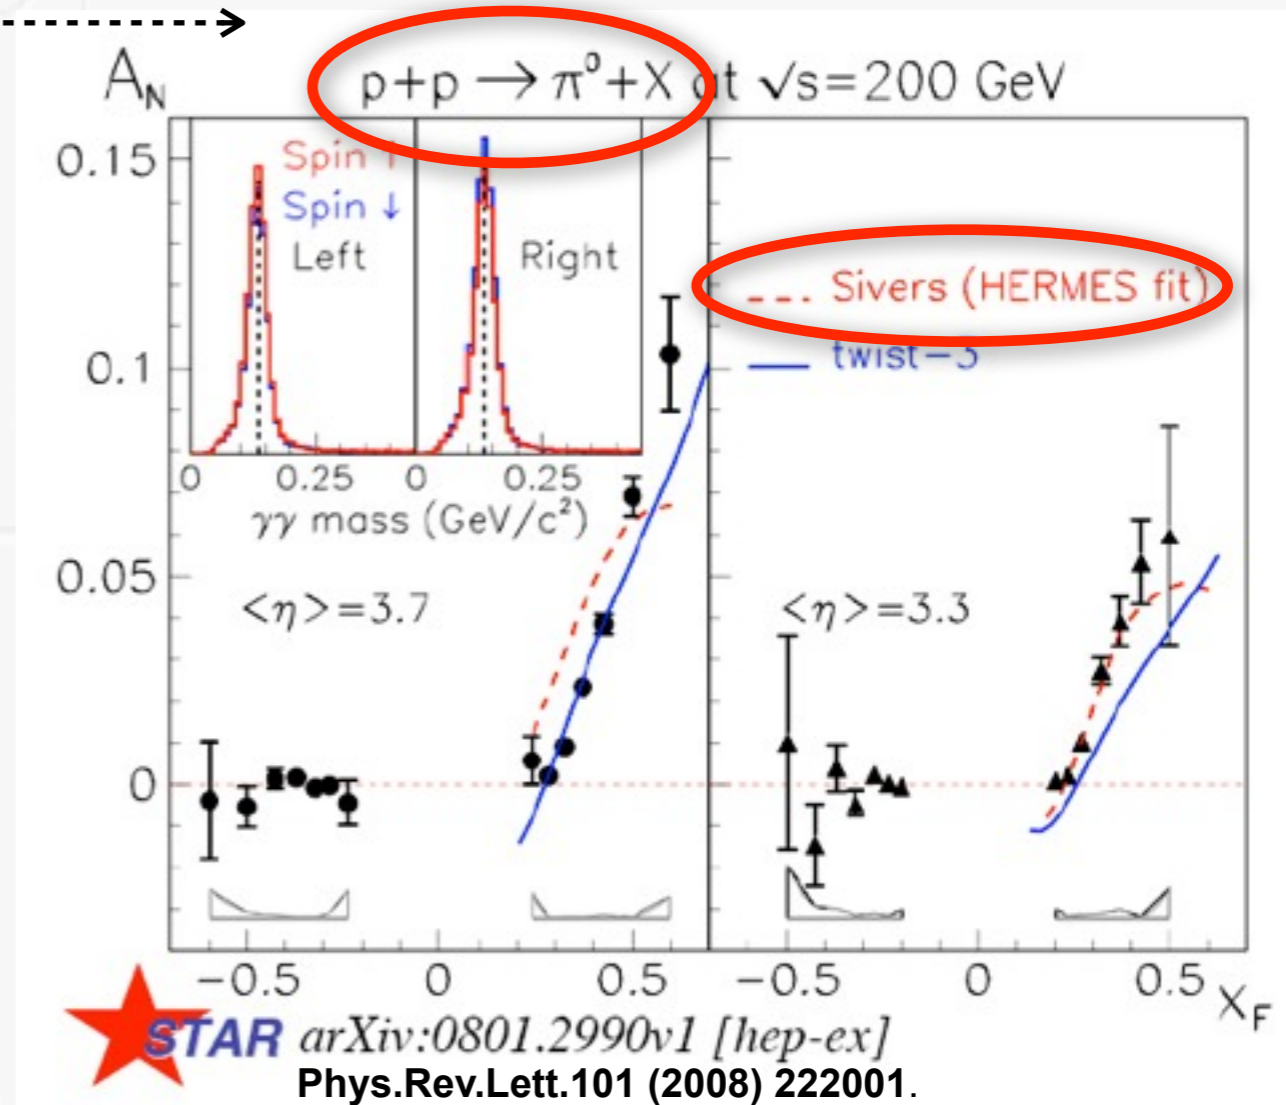 A_N p+p → π⁰+X at √s=200 GeV
0.15
0.1
0.05
0
Spin ↑
Spin ↓
Left
Right
0 0.25 0 0.25
γγ mass (GeV/c²)
Sivers (HERMES fit)
twist-3
<η>=3.7
<η>=3.3
-0.5 0 0.5 -0.5 0 0.5 x_F
STAR arXiv:0801.2990v1 [hep-ex]
Phys.Rev.Lett.101 (2008) 222001.